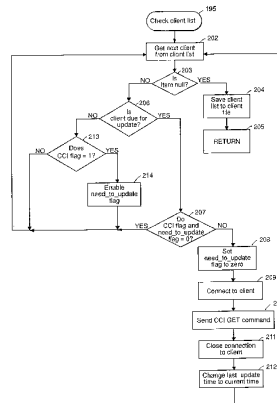 195
Check client list
202
Get next client
from client list
203
Is
item null?
NO
YES
204
Save client
list to client
file
205
RETURN
206
Is
client due for
update?
NO
YES
213
Does
CCI flag = 1?
NO
YES
214
Enable
need_to_update
flag
207
Do
CCI flag and
need_to_update
flag = 0?
YES
NO
208
Set
need_to_update
flag to zero
209
Connect to client
2
Send CCI GET command
211
Close connection
to client
212
Change last_update
time to current time